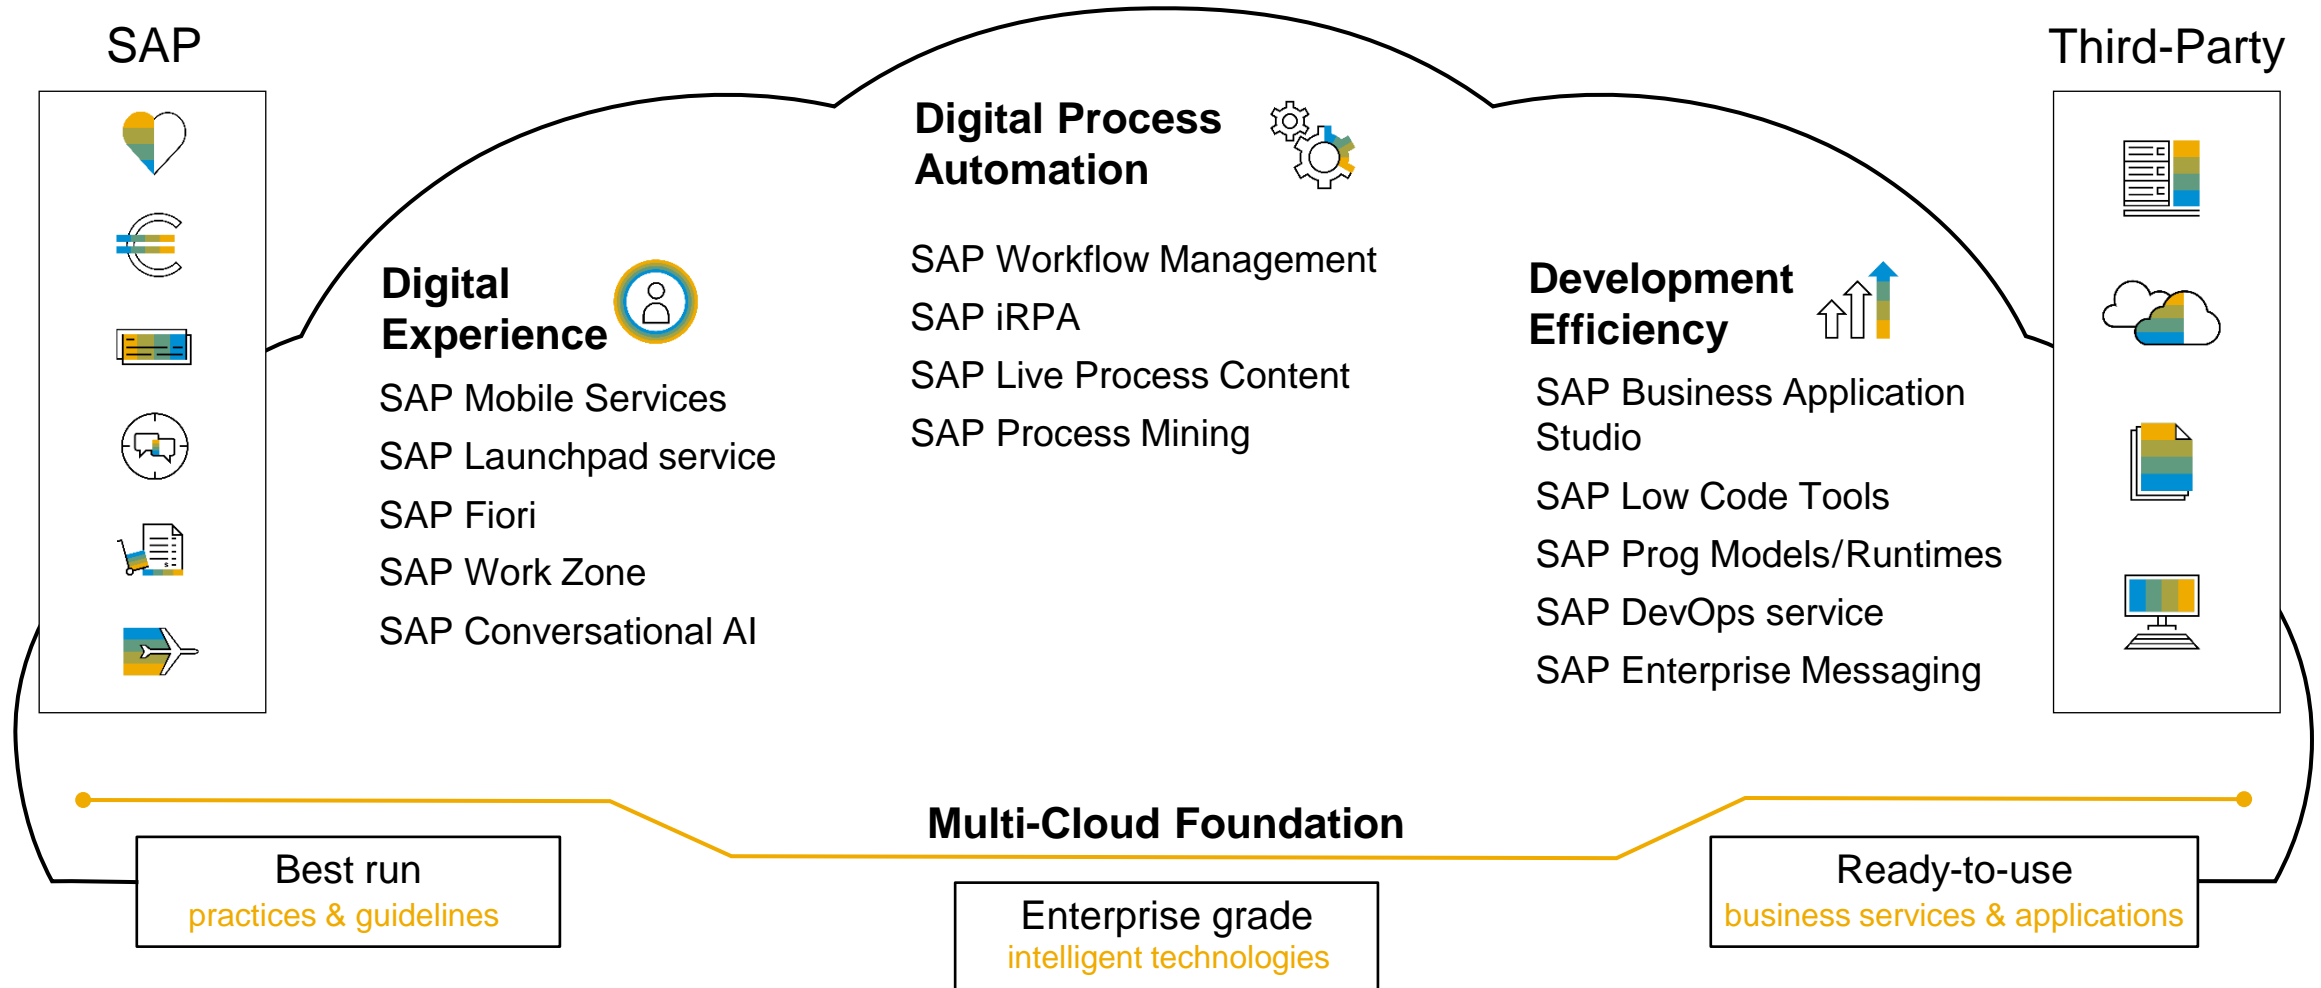 SAP
Third-Party
Digital Process
Automation
SAP Workflow Management
SAP iRPA
SAP Live Process Content
SAP Process Mining
Digital
Experience
SAP Mobile Services
SAP Launchpad service
SAP Fiori
SAP Work Zone
SAP Conversational AI
Development
Efficiency
SAP Business Application
Studio
SAP Low Code Tools
SAP Prog Models/Runtimes
SAP DevOps service
SAP Enterprise Messaging
Multi-Cloud Foundation
Best run
practices & guidelines
Enterprise grade
intelligent technologies
Ready-to-use
business services & applications